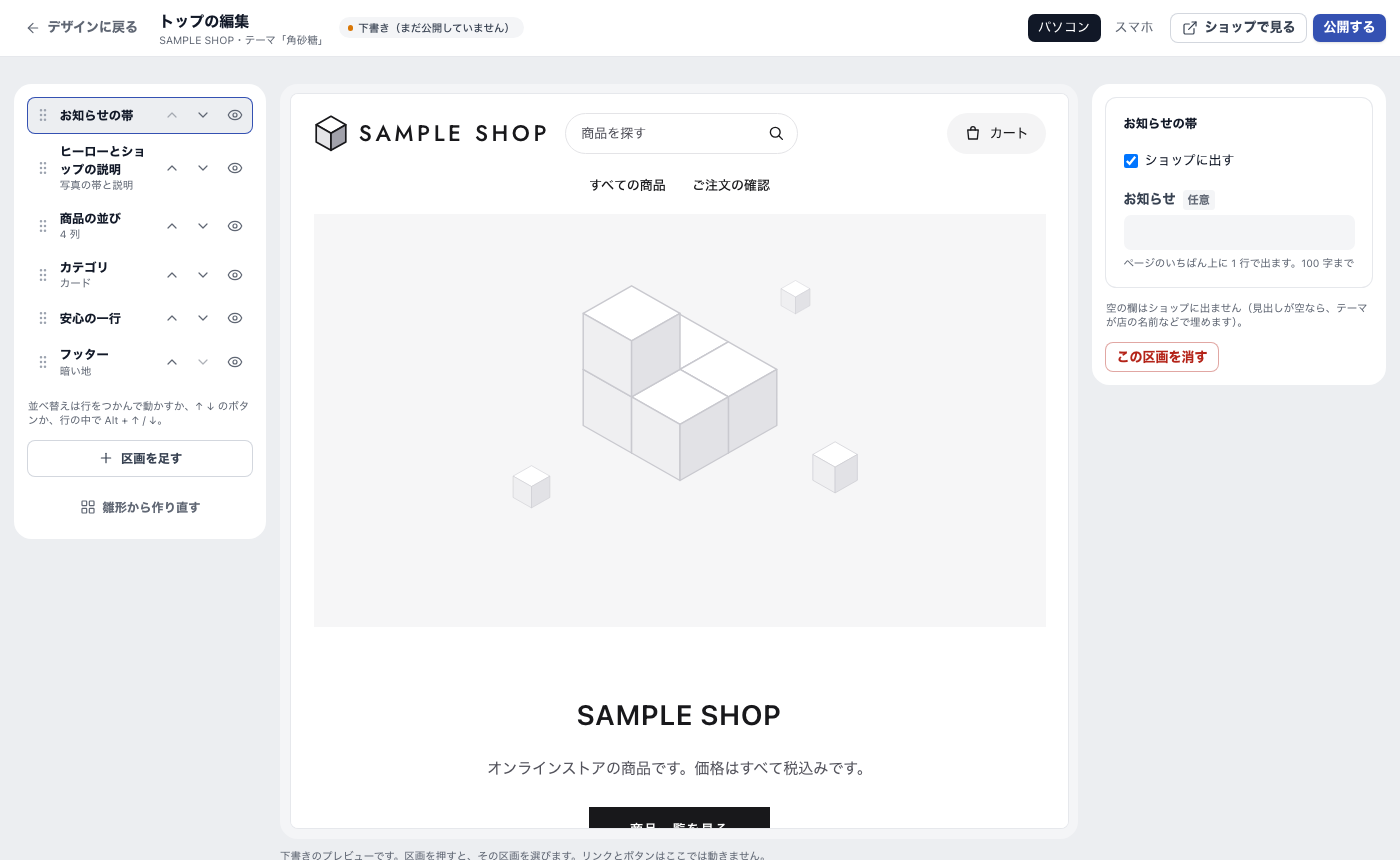 デザインに戻る
トップの編集
SAMPLE SHOP・テーマ「角砂糖」
下書き（まだ公開していません）
パソコン
スマホ
ショップで見る
公開する
お知らせの帯
ヒーローとショ
ップの説明
写真の帯と説明
商品の並び
4 列
カテゴリ
カード
安心の一行
フッター
暗い地
並べ替えは行をつかんで動かすか、↑ ↓ のボタ
ンか、行の中で Alt + ↑ / ↓。
区画を足す
雛形から作り直す
SAMPLE SHOP
商品を探す
カート
すべての商品
ご注文の確認
SAMPLE SHOP
オンラインストアの商品です。価格はすべて税込みです。
商品一覧を見る
下書きのプレビューです。区画を押すと、その区画を選びます。リンクとボタンはここでは動きません。
お知らせの帯
ショップに出す
お知らせ 任意
ページのいちばん上に 1 行で出ます。100 字まで
空の欄はショップに出ません（見出しが空なら、テーマ
が店の名前などで埋めます）。
この区画を消す